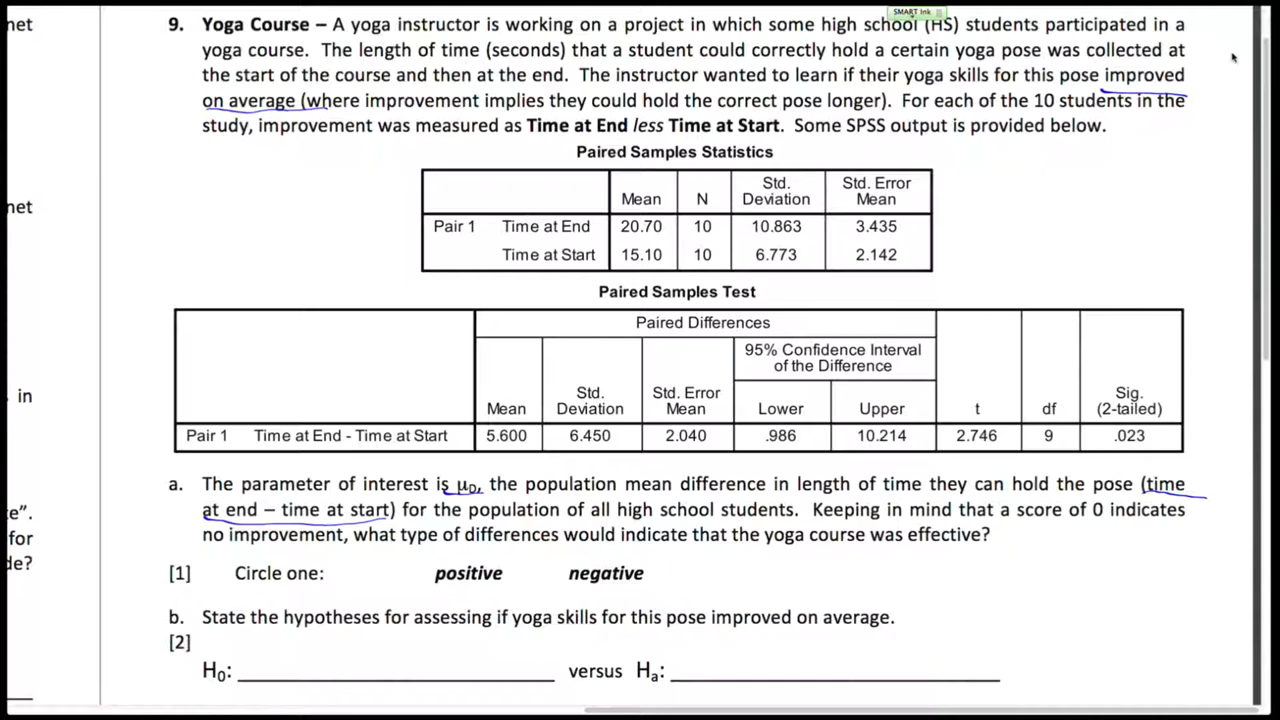 net
SMART Ink
9. Yoga Course – A yoga instructor is working on a project in which some high school (HS) students participated in a
yoga course. The length of time (seconds) that a student could correctly hold a certain yoga pose was collected at
the start of the course and then at the end. The instructor wanted to learn if their yoga skills for this pose improved
on average (where improvement implies they could hold the correct pose longer). For each of the 10 students in the
study, improvement was measured as Time at End less Time at Start. Some SPSS output is provided below.
Paired Samples Statistics
Mean N Std. Deviation Std. Error Mean
net
Pair 1 Time at End 20.70 10 10.863 3.435
Time at Start 15.10 10 6.773 2.142
Paired Samples Test
Paired Differences
95% Confidence Interval of the Difference
in
Mean Std. Deviation Std. Error Mean Lower Upper t df Sig. (2-tailed)
Pair 1 Time at End - Time at Start 5.600 6.450 2.040 .986 10.214 2.746 9 .023
a. The parameter of interest is μD, the population mean difference in length of time they can hold the pose (time
at end – time at start) for the population of all high school students. Keeping in mind that a score of 0 indicates
no improvement, what type of differences would indicate that the yoga course was effective?
e”.
for
de?
[1] Circle one: positive negative
b. State the hypotheses for assessing if yoga skills for this pose improved on average.
[2]
H0: ______________________________ versus Ha: ______________________________